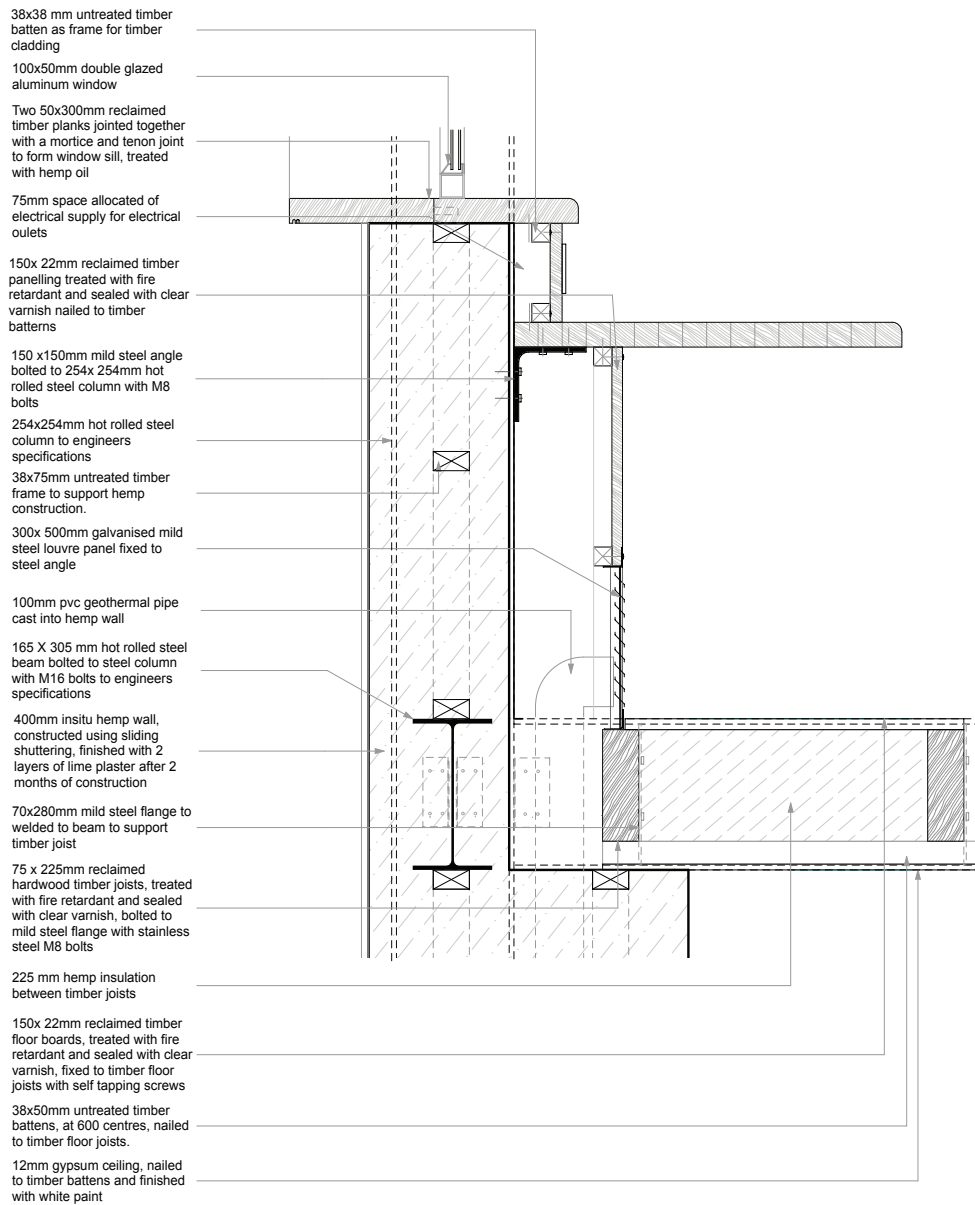 38x38 mm untreated timber
batten as frame for timber
cladding
100x50mm double glazed
aluminum window
Two 50x300mm reclaimed
timber planks jointed together
with a mortice and tenon joint
to form window sill, treated
with hemp oil
75mm space allocated of
electrical supply for electrical
oulets
150x 22mm reclaimed timber
panelling treated with fire
retardant and sealed with clear
varnish nailed to timber
batterns
150 x150mm mild steel angle
bolted to 254x 254mm hot
rolled steel column with M8
bolts
254x254mm hot rolled steel
column to engineers
specifications
38x75mm untreated timber
frame to support hemp
construction.
300x 500mm galvanised mild
steel louvre panel fixed to
steel angle
100mm pvc geothermal pipe
cast into hemp wall
165 X 305 mm hot rolled steel
beam bolted to steel column
with M16 bolts to engineers
specifications
400mm insitu hemp wall,
constructed using sliding
shuttering, finished with 2
layers of lime plaster after 2
months of construction
70x280mm mild steel flange to
welded to beam to support
timber joist
75 x 225mm reclaimed
hardwood timber joists, treated
with fire retardant and sealed
with clear varnish, bolted to
mild steel flange with stainless
steel M8 bolts
225 mm hemp insulation
between timber joists
150x 22mm reclaimed timber
floor boards, treated with fire
retardant and sealed with clear
varnish, fixed to timber floor
joists with self tapping screws
38x50mm untreated timber
battens, at 600 centres, nailed
to timber floor joists.
12mm gypsum ceiling, nailed
to timber battens and finished
with white paint